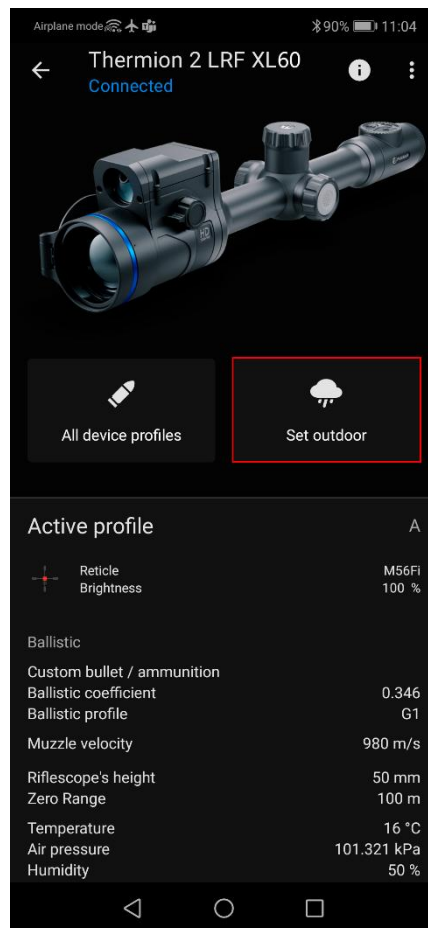 Airplane mode 90% 11:04
Thermion 2 LRF XL60
Connected
HD
All device profiles
Set outdoor
Active profile A
Reticle M56Fi
Brightness 100 %
Ballistic
Custom bullet / ammunition
Ballistic coefficient 0.346
Ballistic profile G1
Muzzle velocity 980 m/s
Riflescope's height 50 mm
Zero Range 100 m
Temperature 16 °C
Air pressure 101.321 kPa
Humidity 50 %